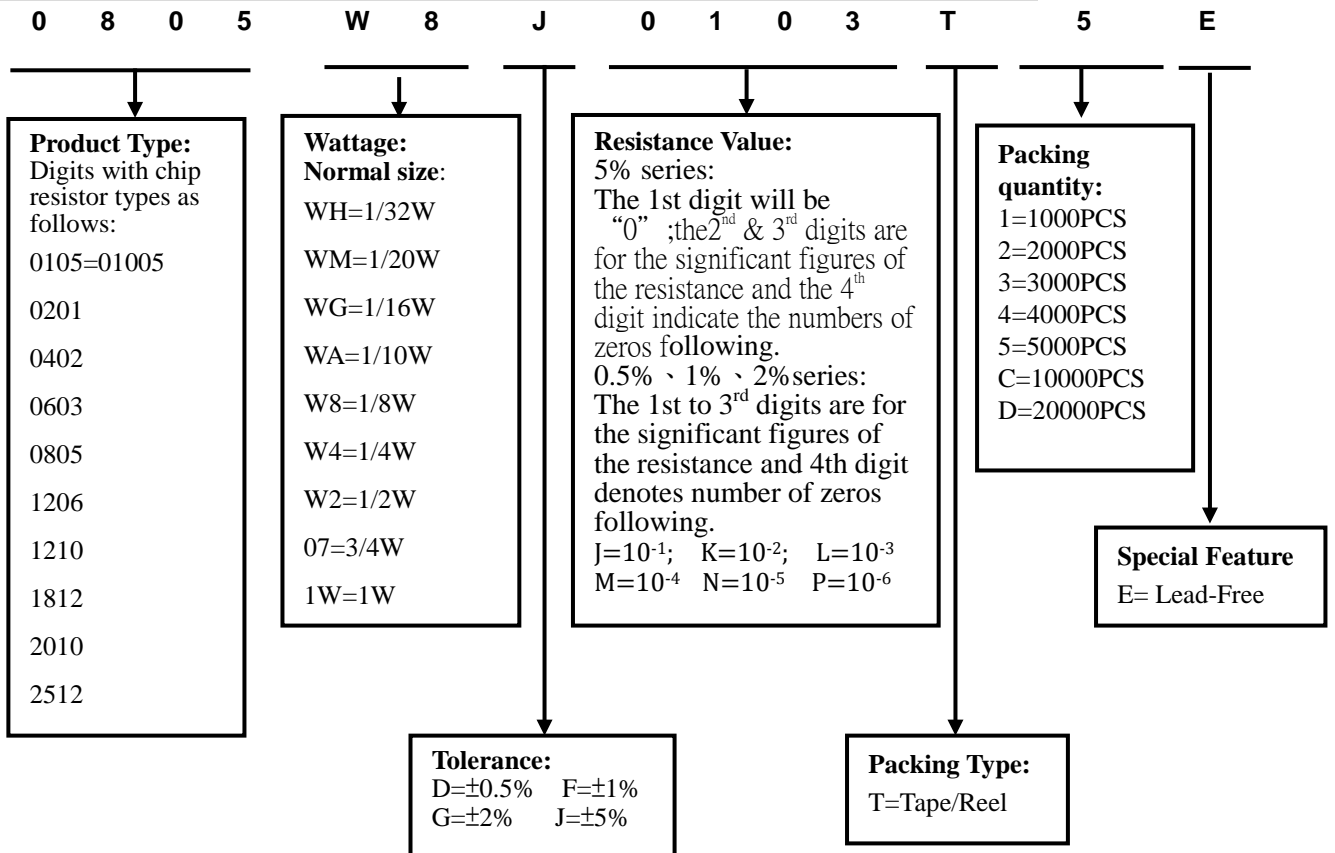 0 8 0 5 W 8 J 0 1 0 3 T 5 E
Product Type:
Digits with chip
resistor types as
follows:
0105=01005
0201
0402
0603
0805
1206
1210
1812
2010
2512
Wattage:
Normal size:
WH=1/32W
WM=1/20W
WG=1/16W
WA=1/10W
W8=1/8W
W4=1/4W
W2=1/2W
07=3/4W
1W=1W
Resistance Value:
5% series:
The 1st digit will be
“0” ;the2nd & 3rd digits are
for the significant figures of
the resistance and the 4th
digit indicate the numbers of
zeros following.
0.5%、1%、2%series:
The 1st to 3rd digits are for
the significant figures of
the resistance and 4th digit
denotes number of zeros
following.
J=10-1; K=10-2; L=10-3
M=10-4 N=10-5 P=10-6
Packing
quantity:
1=1000PCS
2=2000PCS
3=3000PCS
4=4000PCS
5=5000PCS
C=10000PCS
D=20000PCS
Special Feature
E= Lead-Free
Tolerance:
D=±0.5% F=±1%
G=±2% J=±5%
Packing Type:
T=Tape/Reel